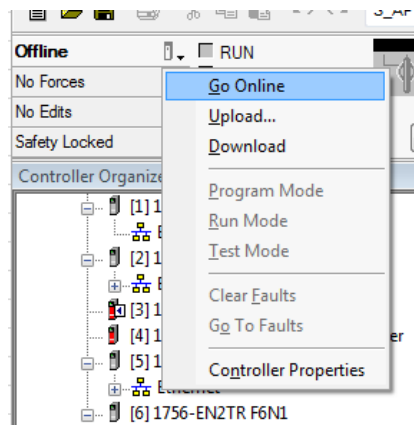 Offline
RUN
No Forces
No Edits
Safety Locked
Go Online
Upload...
Download
Program Mode
Run Mode
Test Mode
Clear Faults
Go To Faults
Controller Properties
Controller Organize
[1] 1
E
[2] 1
E
[3] 1
[4] 1
er
[5] 1
[6] 1756-EN2TR F6N1